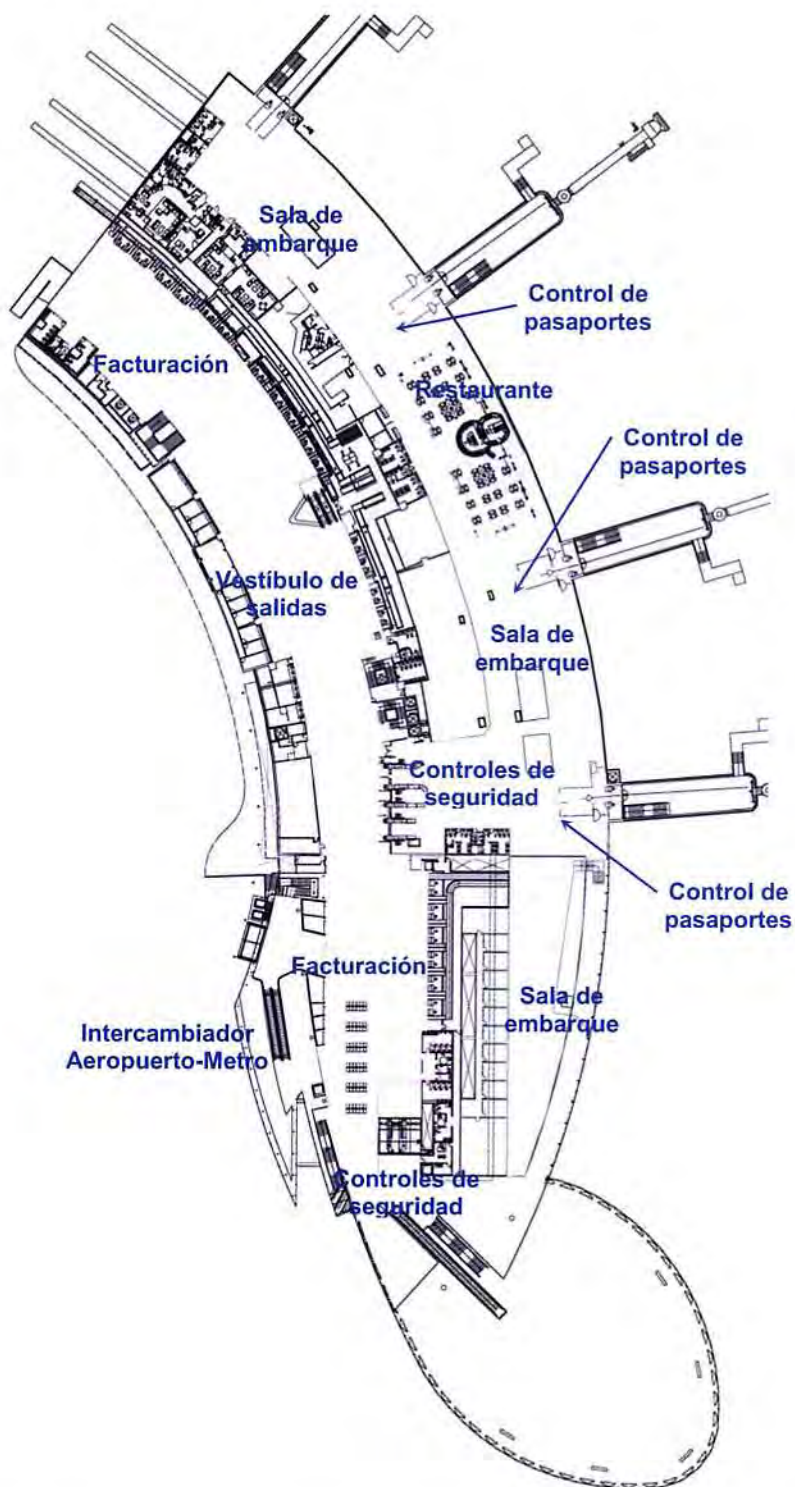 Sala de
embarque
Control de
pasaportes
Facturación
Restaurante
Control de
pasaportes
Vestíbulo de
salidas
Sala de
embarque
Controles de
seguridad
Control de
pasaportes
Facturación
Sala de
embarque
Intercambiador
Aeropuerto-Metro
Controles de
seguridad